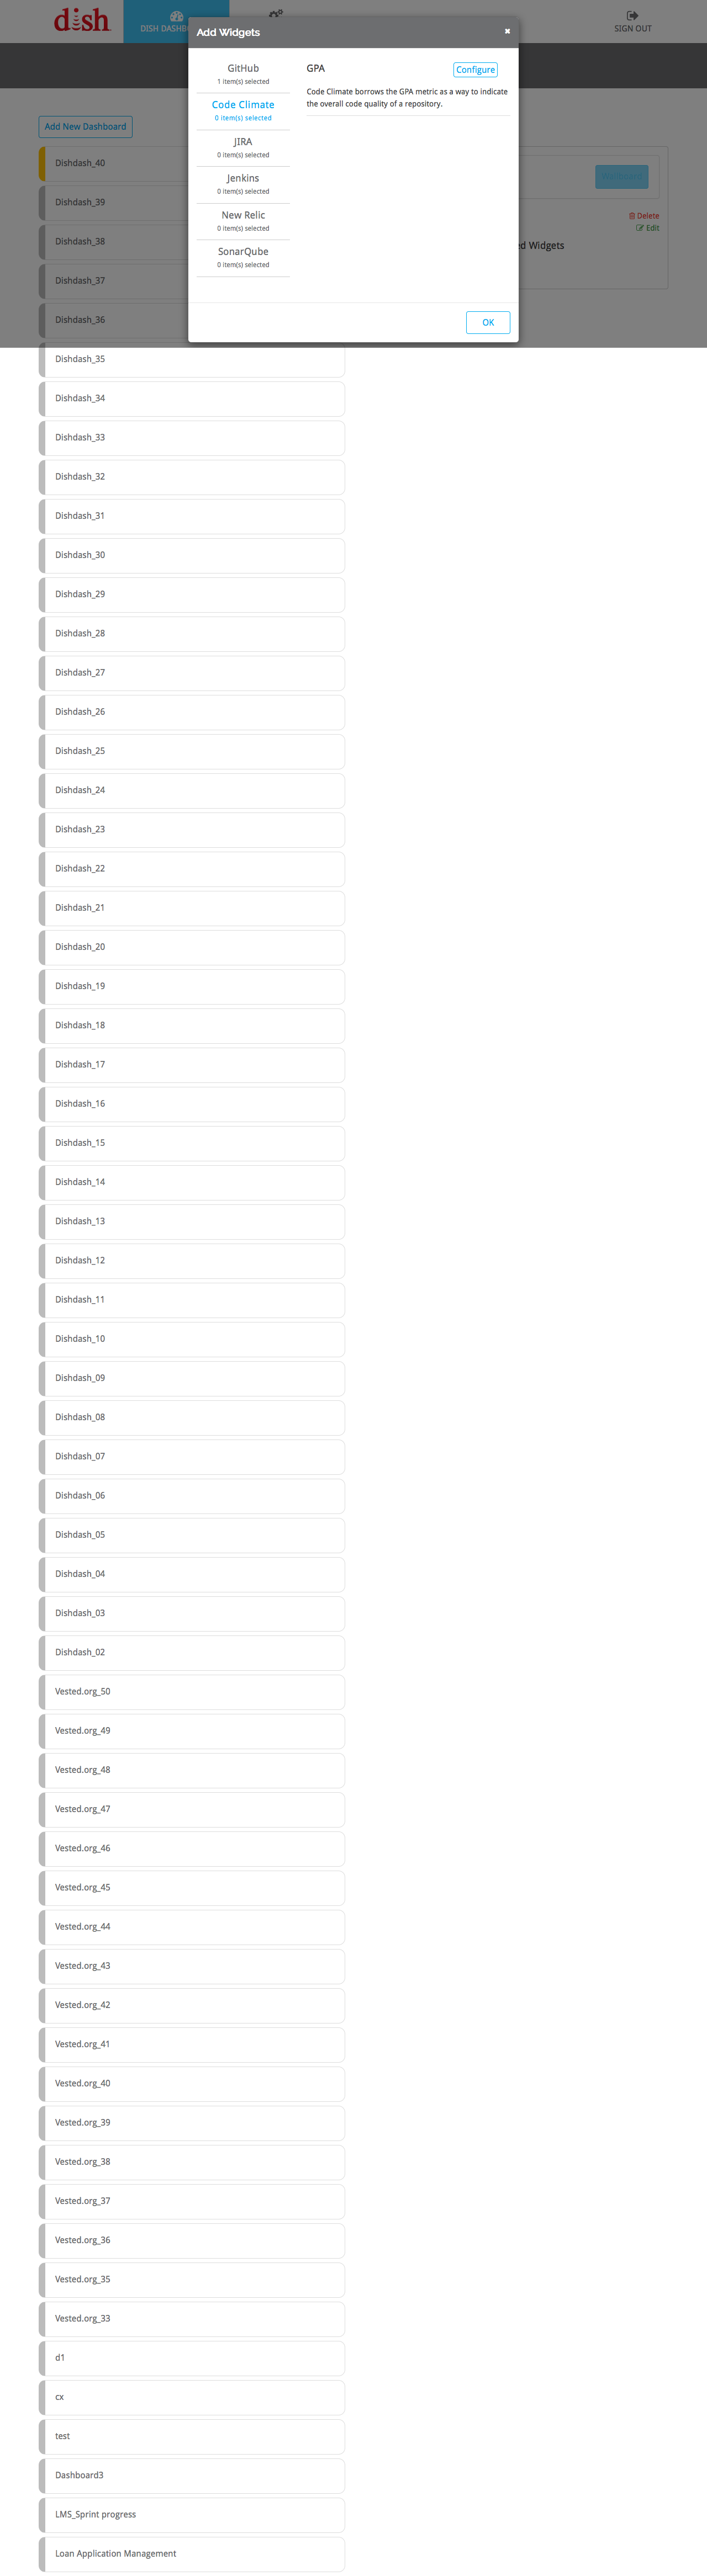 dish
DISH DASHBO
SIGN OUT
Add Widgets
×
GitHub
1 item(s) selected
Code Climate
0 item(s) selected
JIRA
0 item(s) selected
Jenkins
0 item(s) selected
New Relic
0 item(s) selected
SonarQube
0 item(s) selected
GPA
Configure
Code Climate borrows the GPA metric as a way to indicate
the overall code quality of a repository.
OK
Add New Dashboard
Delete
Edit
ed Widgets
Dishdash_40
Dishdash_39
Dishdash_38
Dishdash_37
Dishdash_36
Dishdash_35
Dishdash_34
Dishdash_33
Dishdash_32
Dishdash_31
Dishdash_30
Dishdash_29
Dishdash_28
Dishdash_27
Dishdash_26
Dishdash_25
Dishdash_24
Dishdash_23
Dishdash_22
Dishdash_21
Dishdash_20
Dishdash_19
Dishdash_18
Dishdash_17
Dishdash_16
Dishdash_15
Dishdash_14
Dishdash_13
Dishdash_12
Dishdash_11
Dishdash_10
Dishdash_09
Dishdash_08
Dishdash_07
Dishdash_06
Dishdash_05
Dishdash_04
Dishdash_03
Dishdash_02
Vested.org_50
Vested.org_49
Vested.org_48
Vested.org_47
Vested.org_46
Vested.org_45
Vested.org_44
Vested.org_43
Vested.org_42
Vested.org_41
Vested.org_40
Vested.org_39
Vested.org_38
Vested.org_37
Vested.org_36
Vested.org_35
Vested.org_33
d1
cx
test
Dashboard3
LMS_Sprint progress
Loan Application Management